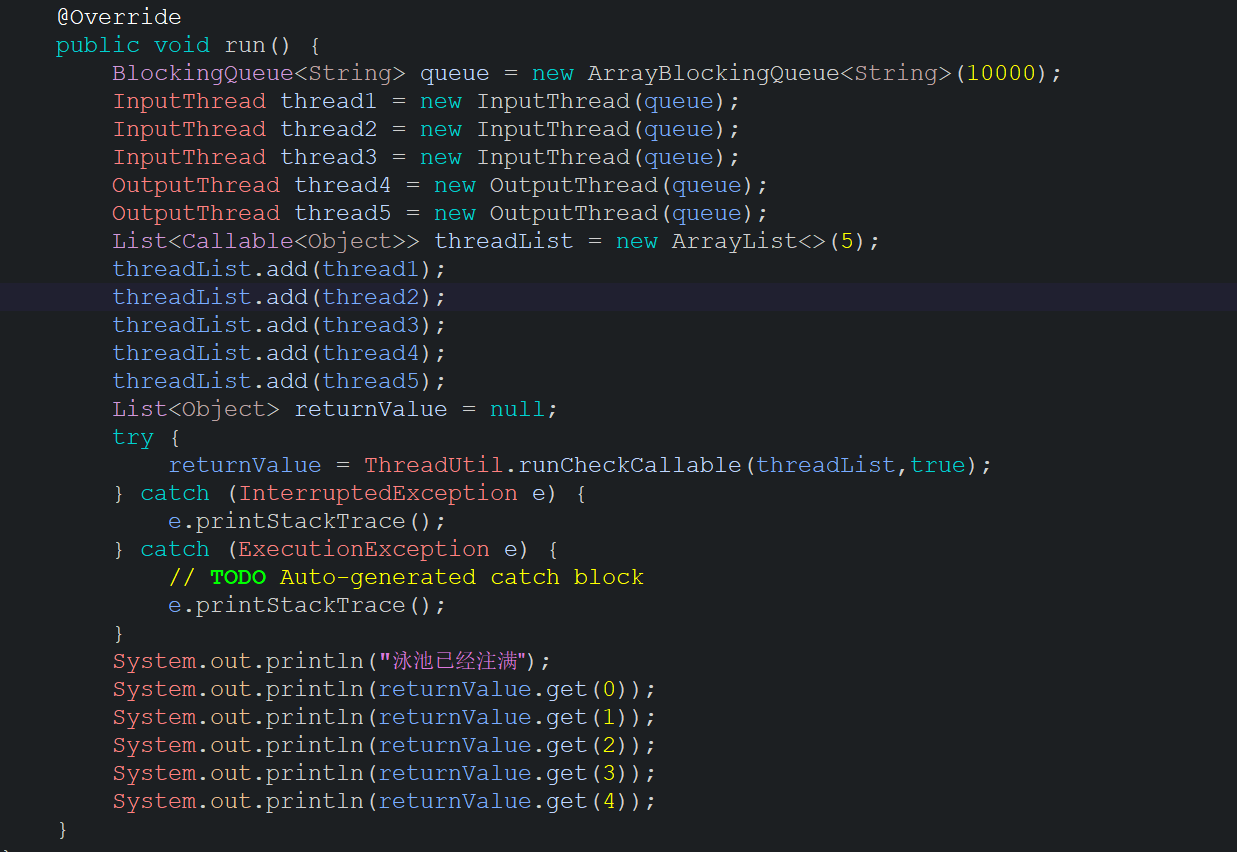 @Override
public void run() {
BlockingQueue<String> queue = new ArrayBlockingQueue<String>(10000);
InputThread thread1 = new InputThread(queue);
InputThread thread2 = new InputThread(queue);
InputThread thread3 = new InputThread(queue);
OutputThread thread4 = new OutputThread(queue);
OutputThread thread5 = new OutputThread(queue);
List<Callable<Object>> threadList = new ArrayList<>(5);
threadList.add(thread1);
threadList.add(thread2);
threadList.add(thread3);
threadList.add(thread4);
threadList.add(thread5);
List<Object> returnValue = null;
try {
returnValue = ThreadUtil.runCheckCallable(threadList,true);
} catch (InterruptedException e) {
e.printStackTrace();
} catch (ExecutionException e) {
// TODO Auto-generated catch block
e.printStackTrace();
}
System.out.println("泳池已经注满");
System.out.println(returnValue.get(0));
System.out.println(returnValue.get(1));
System.out.println(returnValue.get(2));
System.out.println(returnValue.get(3));
System.out.println(returnValue.get(4));
}